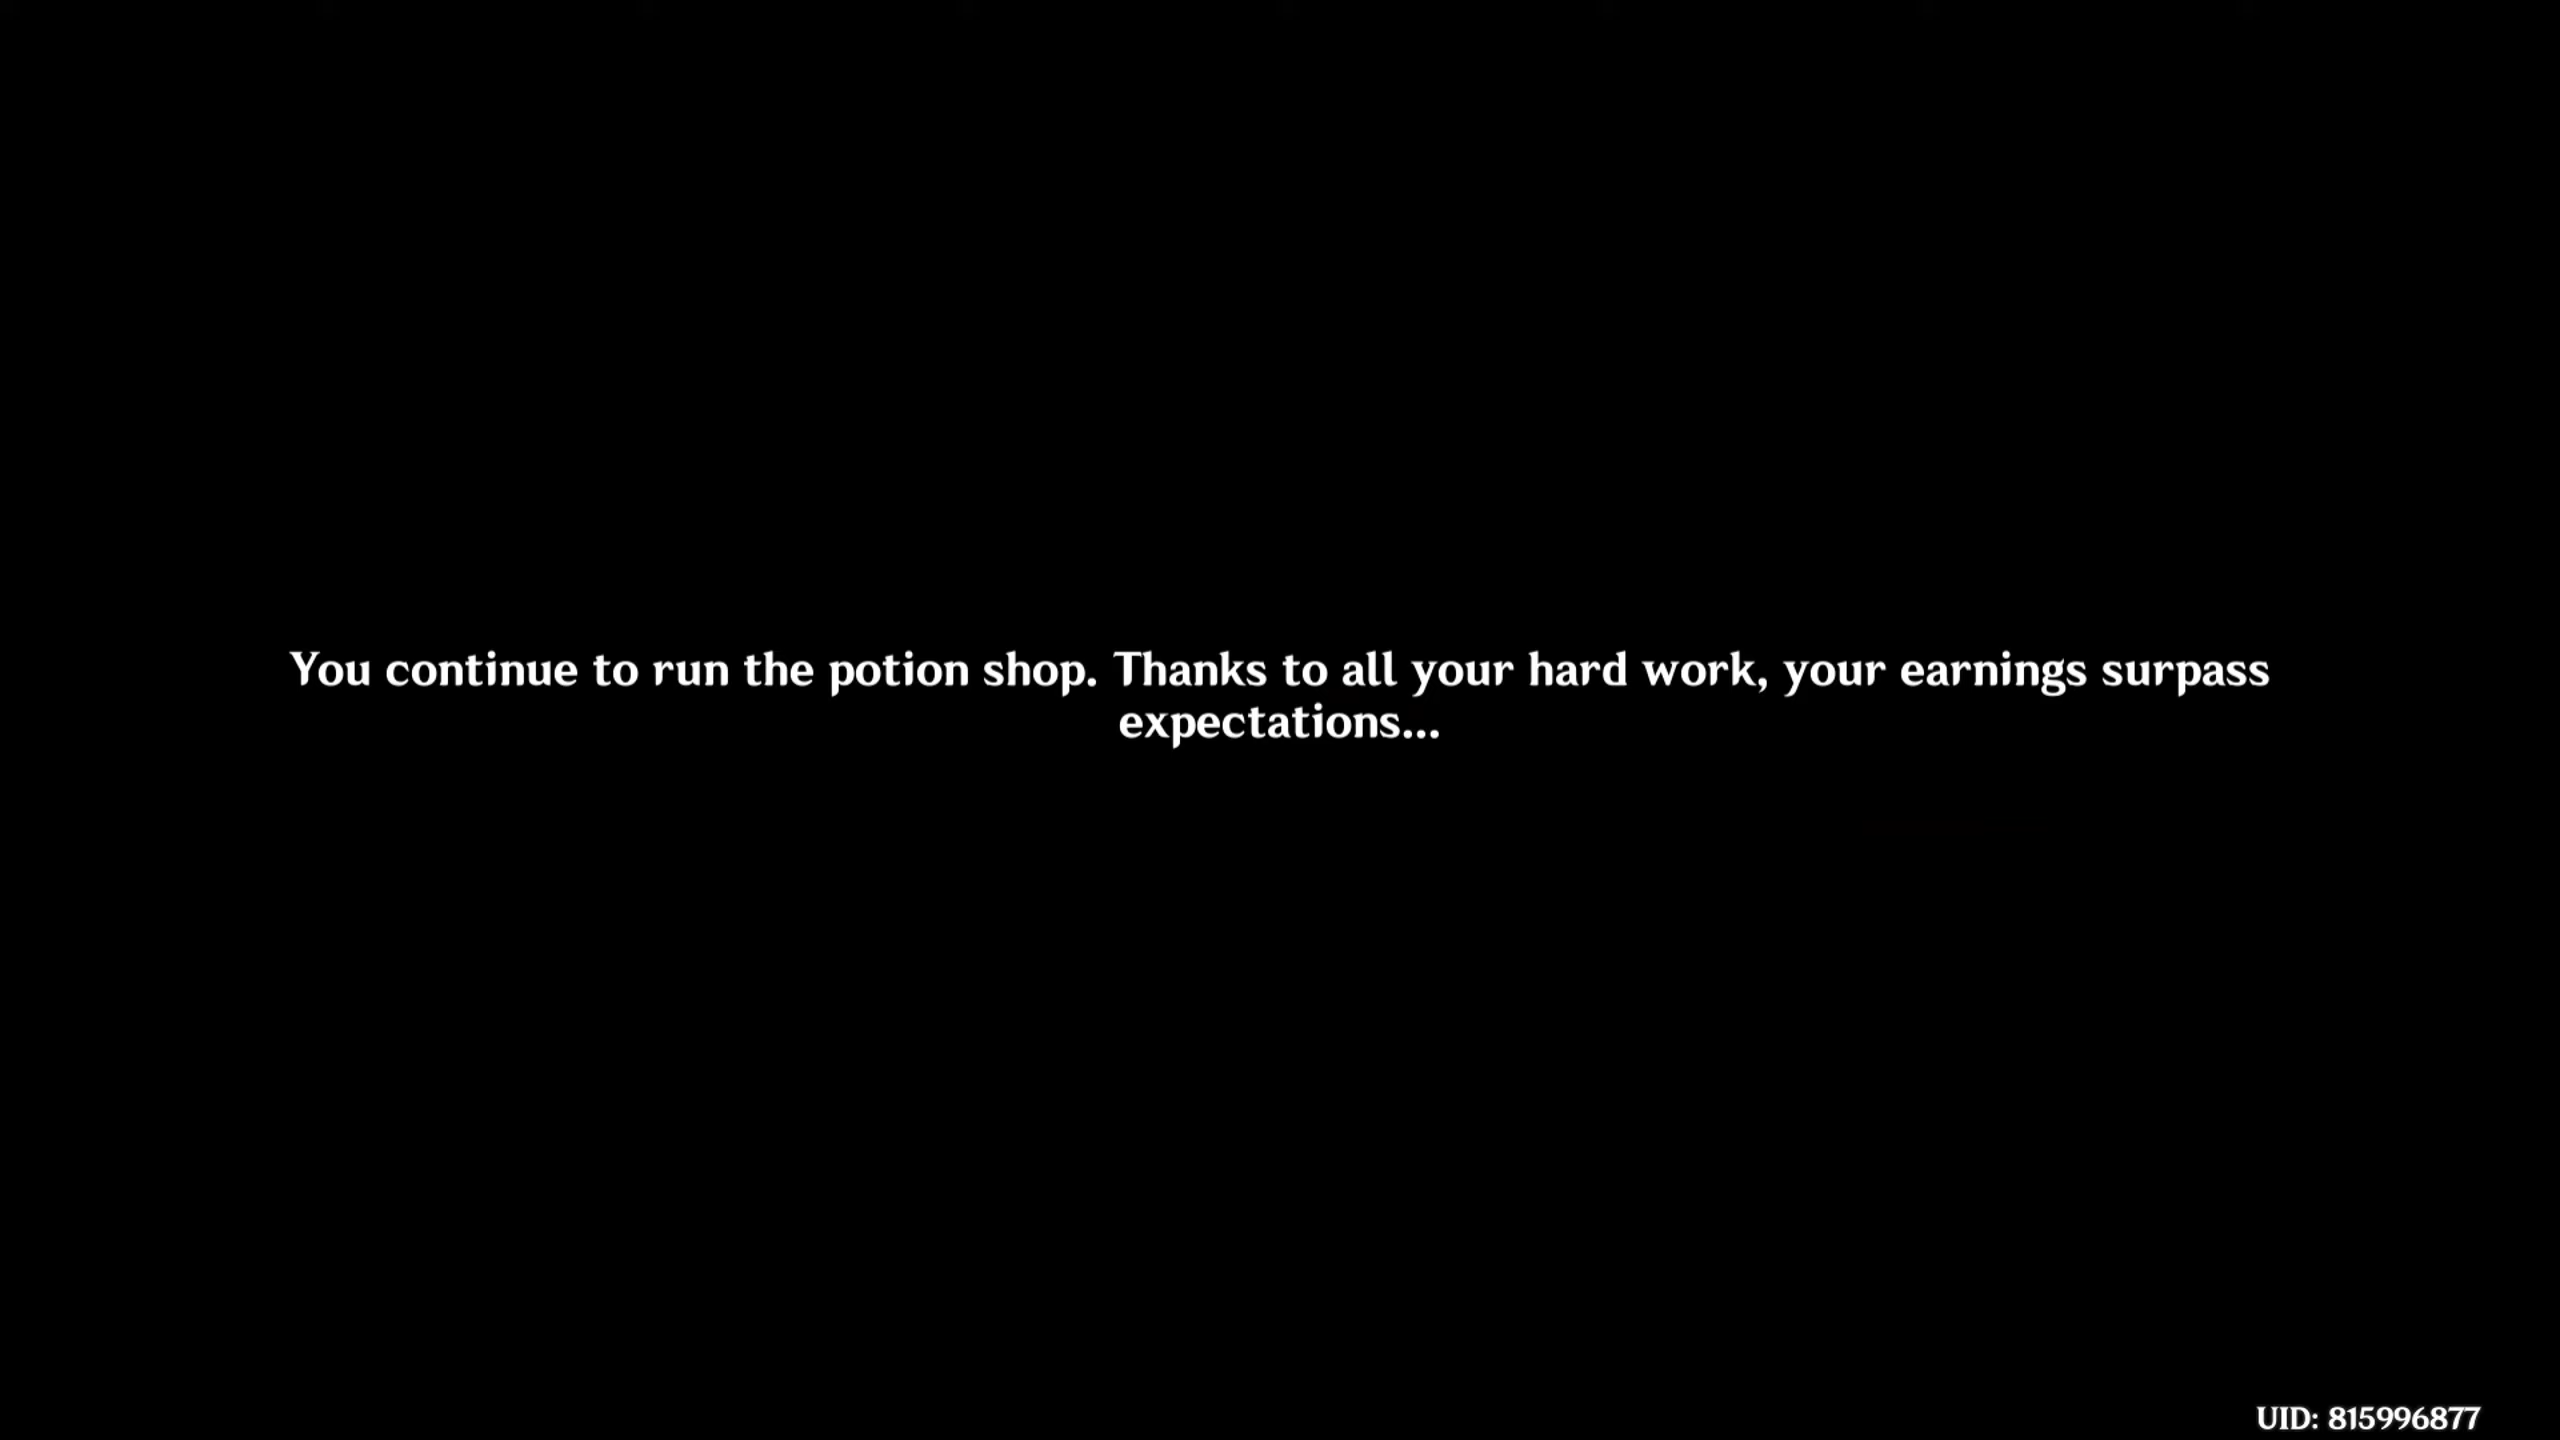 You continue to run the potion shop. Thanks to all your hard work, your earnings surpass
expectations...
UID: 815996877